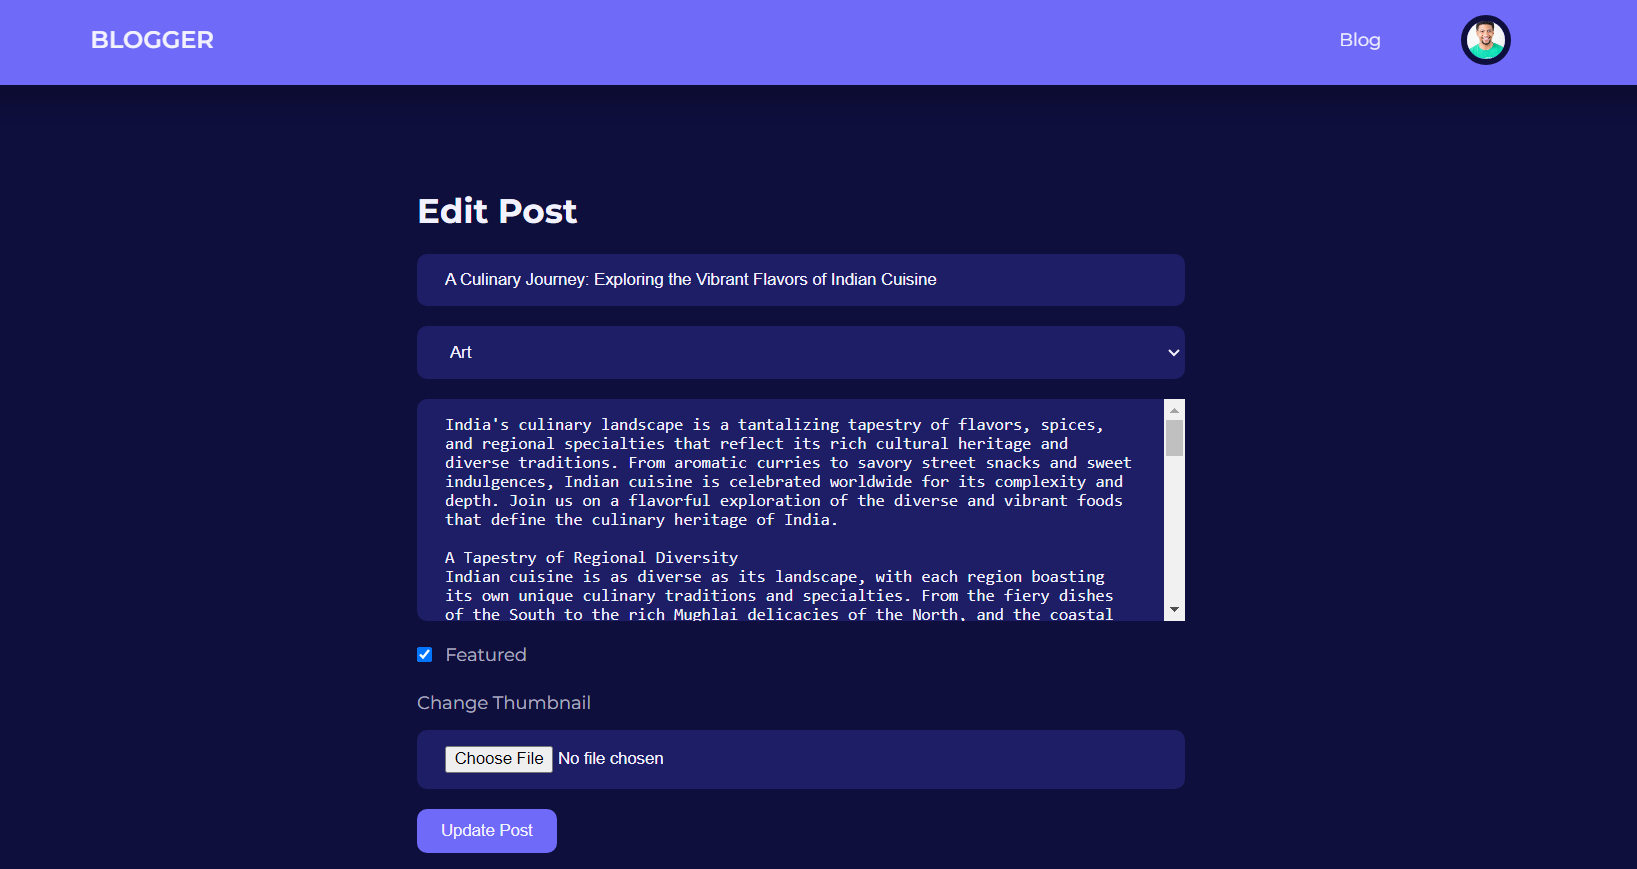 BLOGGER
Blog
Edit Post
A Culinary Journey: Exploring the Vibrant Flavors of Indian Cuisine
Art
India's culinary landscape is a tantalizing tapestry of flavors, spices,
and regional specialties that reflect its rich cultural heritage and
diverse traditions. From aromatic curries to savory street snacks and sweet
indulgences, Indian cuisine is celebrated worldwide for its complexity and
depth. Join us on a flavorful exploration of the diverse and vibrant foods
that define the culinary heritage of India.
A Tapestry of Regional Diversity
Indian cuisine is as diverse as its landscape, with each region boasting
its own unique culinary traditions and specialties. From the fiery dishes
of the South to the rich Mughlai delicacies of the North, and the coastal
Featured
Change Thumbnail
Choose File No file chosen
Update Post